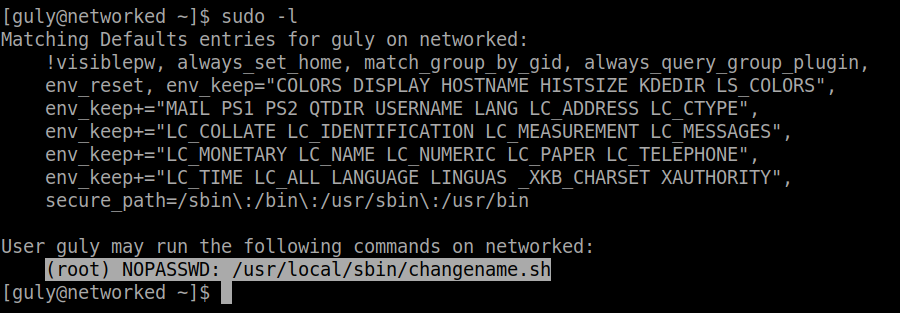 [guly@networked ~]$ sudo -l
Matching Defaults entries for guly on networked:
    !visiblepw, always_set_home, match_group_by_gid, always_query_group_plugin,
    env_reset, env_keep="COLORS DISPLAY HOSTNAME HISTSIZE KDEDIR LS_COLORS",
    env_keep+="MAIL PS1 PS2 QTDIR USERNAME LANG LC_ADDRESS LC_CTYPE",
    env_keep+="LC_COLLATE LC_IDENTIFICATION LC_MEASUREMENT LC_MESSAGES",
    env_keep+="LC_MONETARY LC_NAME LC_NUMERIC LC_PAPER LC_TELEPHONE",
    env_keep+="LC_TIME LC_ALL LANGUAGE LINGUAS _XKB_CHARSET XAUTHORITY",
    secure_path=/sbin\:/bin\:/usr/sbin\:/usr/bin

User guly may run the following commands on networked:
    (root) NOPASSWD: /usr/local/sbin/changename.sh
[guly@networked ~]$